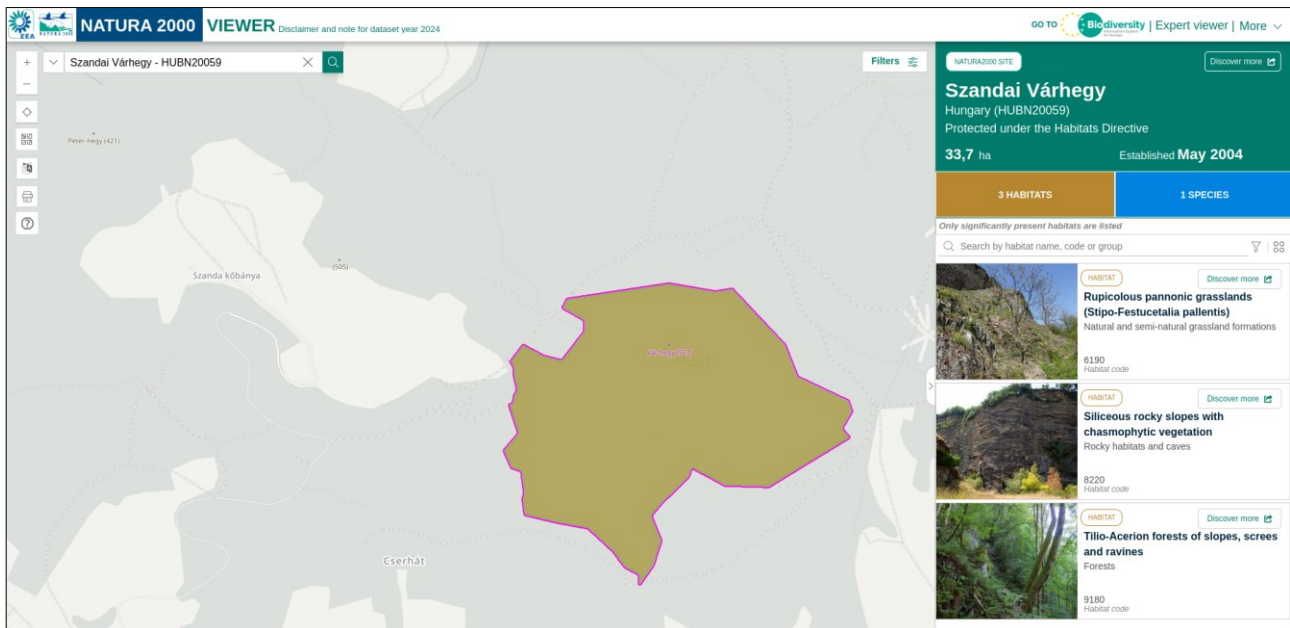 EEA
NATURA 2000
NATURA 2000 VIEWER Disclaimer and note for dataset year 2024
GO TO Biodiversity | Expert viewer | More
Szandai Várhegy - HUBN20059
Filters
Péter-hegy (421)
Szanda kőbánya
(505)
Cserhát
NATURA2000 SITE
Discover more
Szandai Várhegy
Hungary (HUBN20059)
Protected under the Habitats Directive
33,7 ha
Established May 2004
3 HABITATS
1 SPECIES
Only significantly present habitats are listed
Search by habitat name, code or group
HABITAT
Discover more
Rupicolous pannonic grasslands
(Stipo-Festucetalia pallentis)
Natural and semi-natural grassland formations
6190
Habitat code
HABITAT
Discover more
Siliceous rocky slopes with
chasmophytic vegetation
Rocky habitats and caves
8220
Habitat code
HABITAT
Discover more
Tilio-Acerion forests of slopes, screes
and ravines
Forests
9180
Habitat code